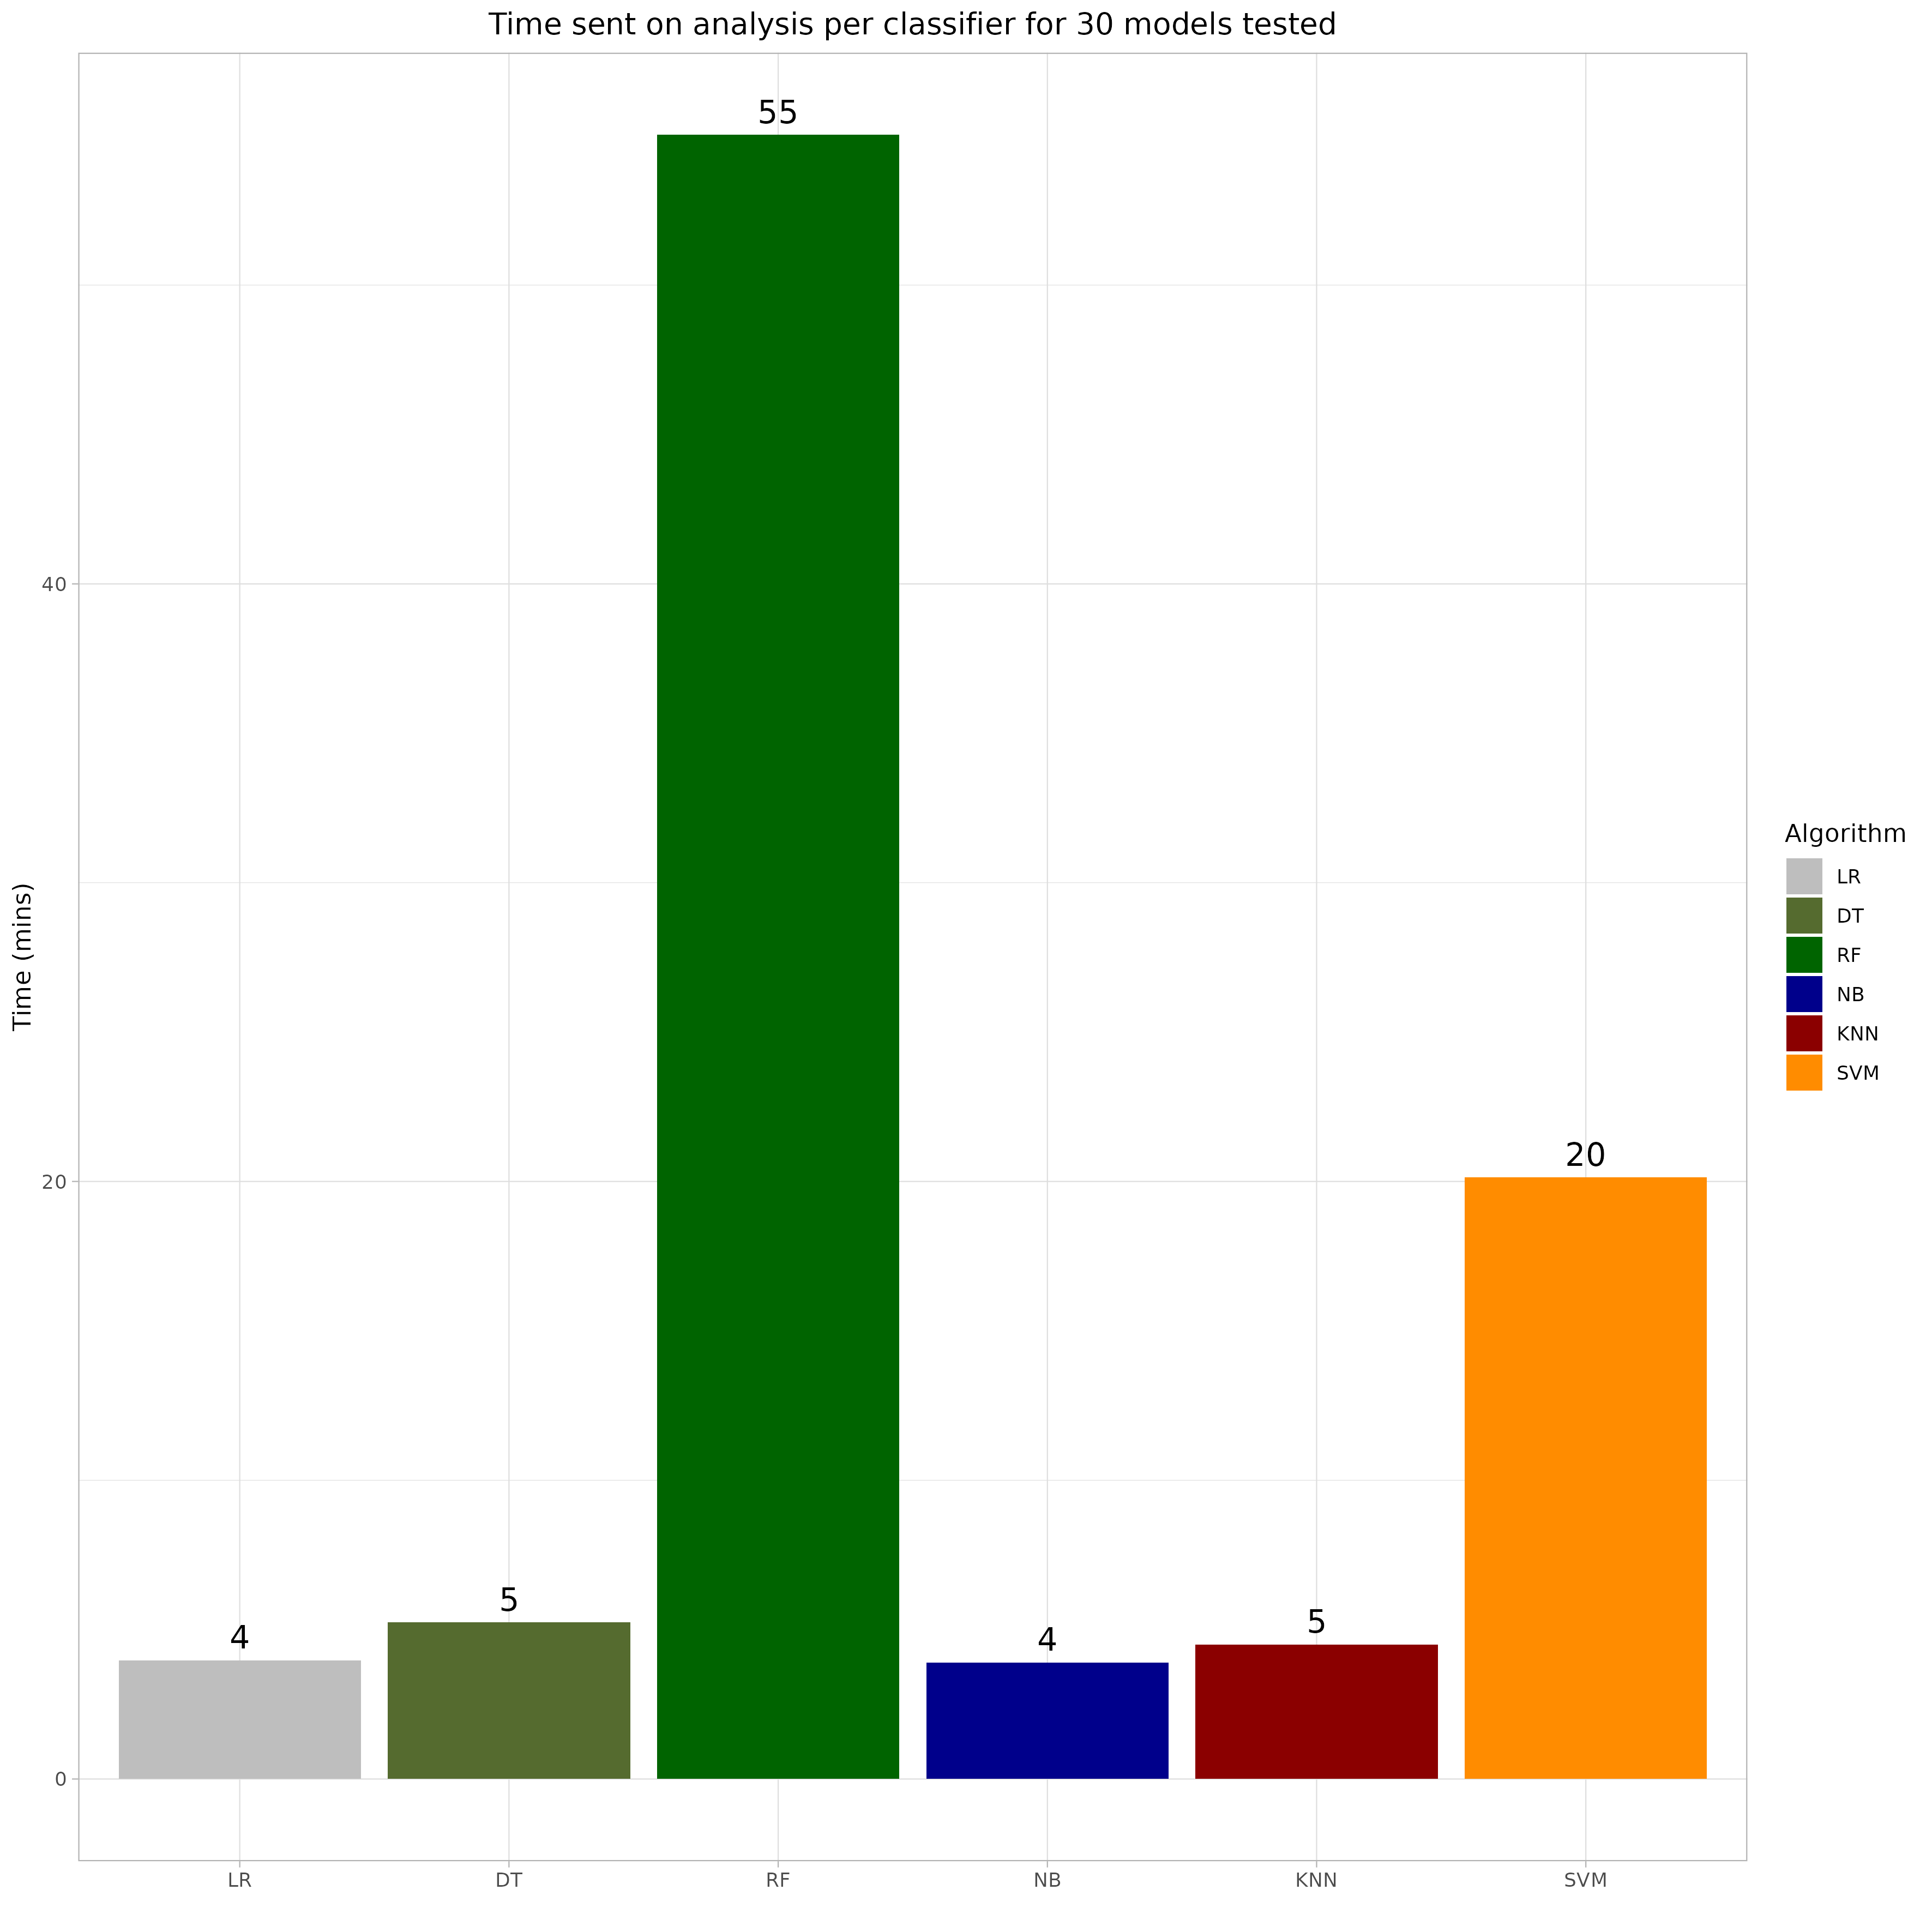 Time sent on analysis per classifier for 30 models tested
Time (mins)
40
20
0
4
5
55
4
5
20
LR
DT
RF
NB
KNN
SVM
Algorithm
LR
DT
RF
NB
KNN
SVM